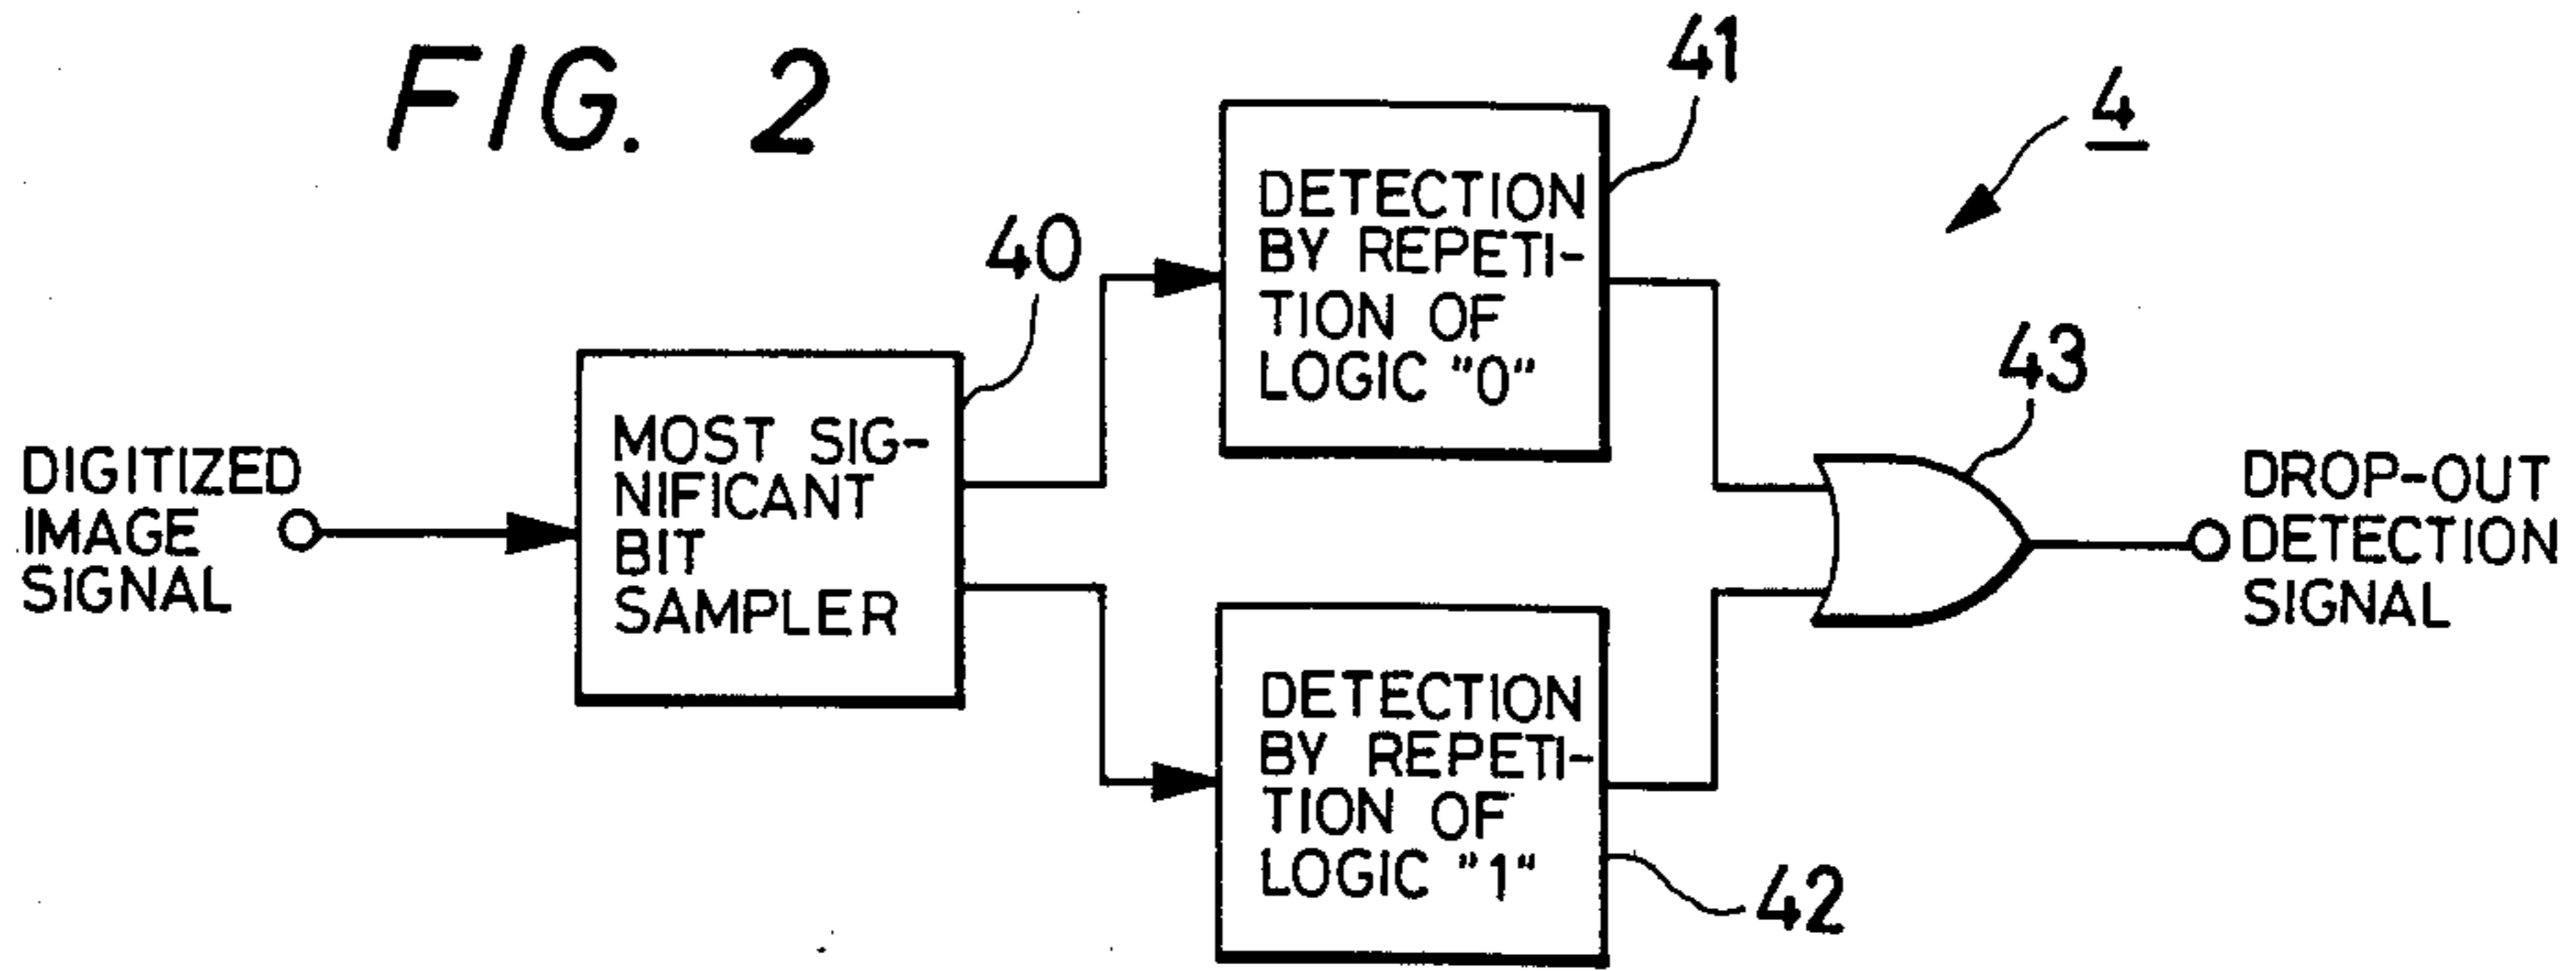 FIG. 2
41
4
DETECTION
BY REPETI-
TION OF
LOGIC "0"
40
43
MOST SIG-
NIFICANT
BIT
SAMPLER
DIGITIZED
IMAGE
SIGNAL
DROP-OUT
DETECTION
SIGNAL
DETECTION
BY REPETI-
TION OF
LOGIC "1"
42